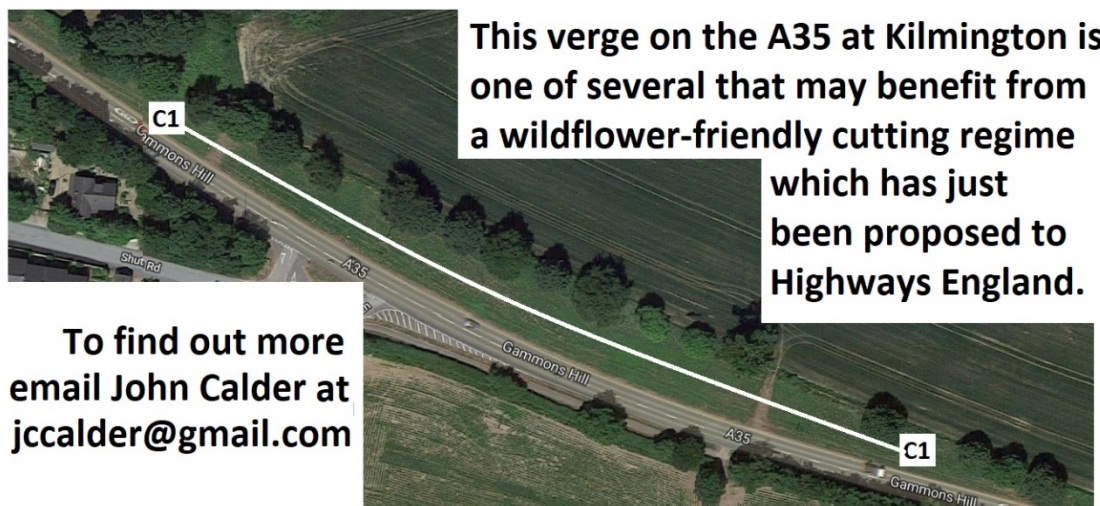 This verge on the A35 at Kilmington is
one of several that may benefit from
a wildflower-friendly cutting regime
which has just
been proposed to
Highways England.
C1
Gammons Hill
Shut Rd
A35
Gammons Hill
A35
C1
Gammons Hill
To find out more
email John Calder at
jccalder@gmail.com